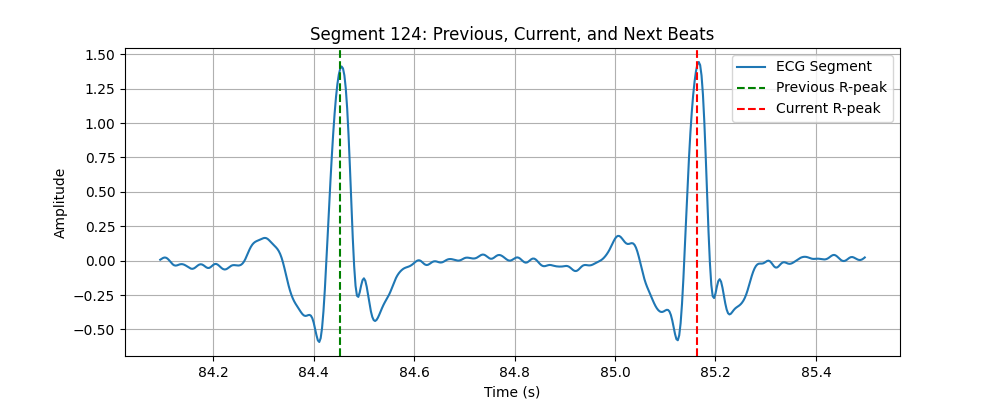 Segment 124: Previous, Current, and Next Beats
1.50
1.25
1.00
0.75
0.50
0.25
0.00
−0.25
−0.50
Amplitude
ECG Segment
Previous R-peak
Current R-peak
84.2 84.4 84.6 84.8 85.0 85.2 85.4
Time (s)